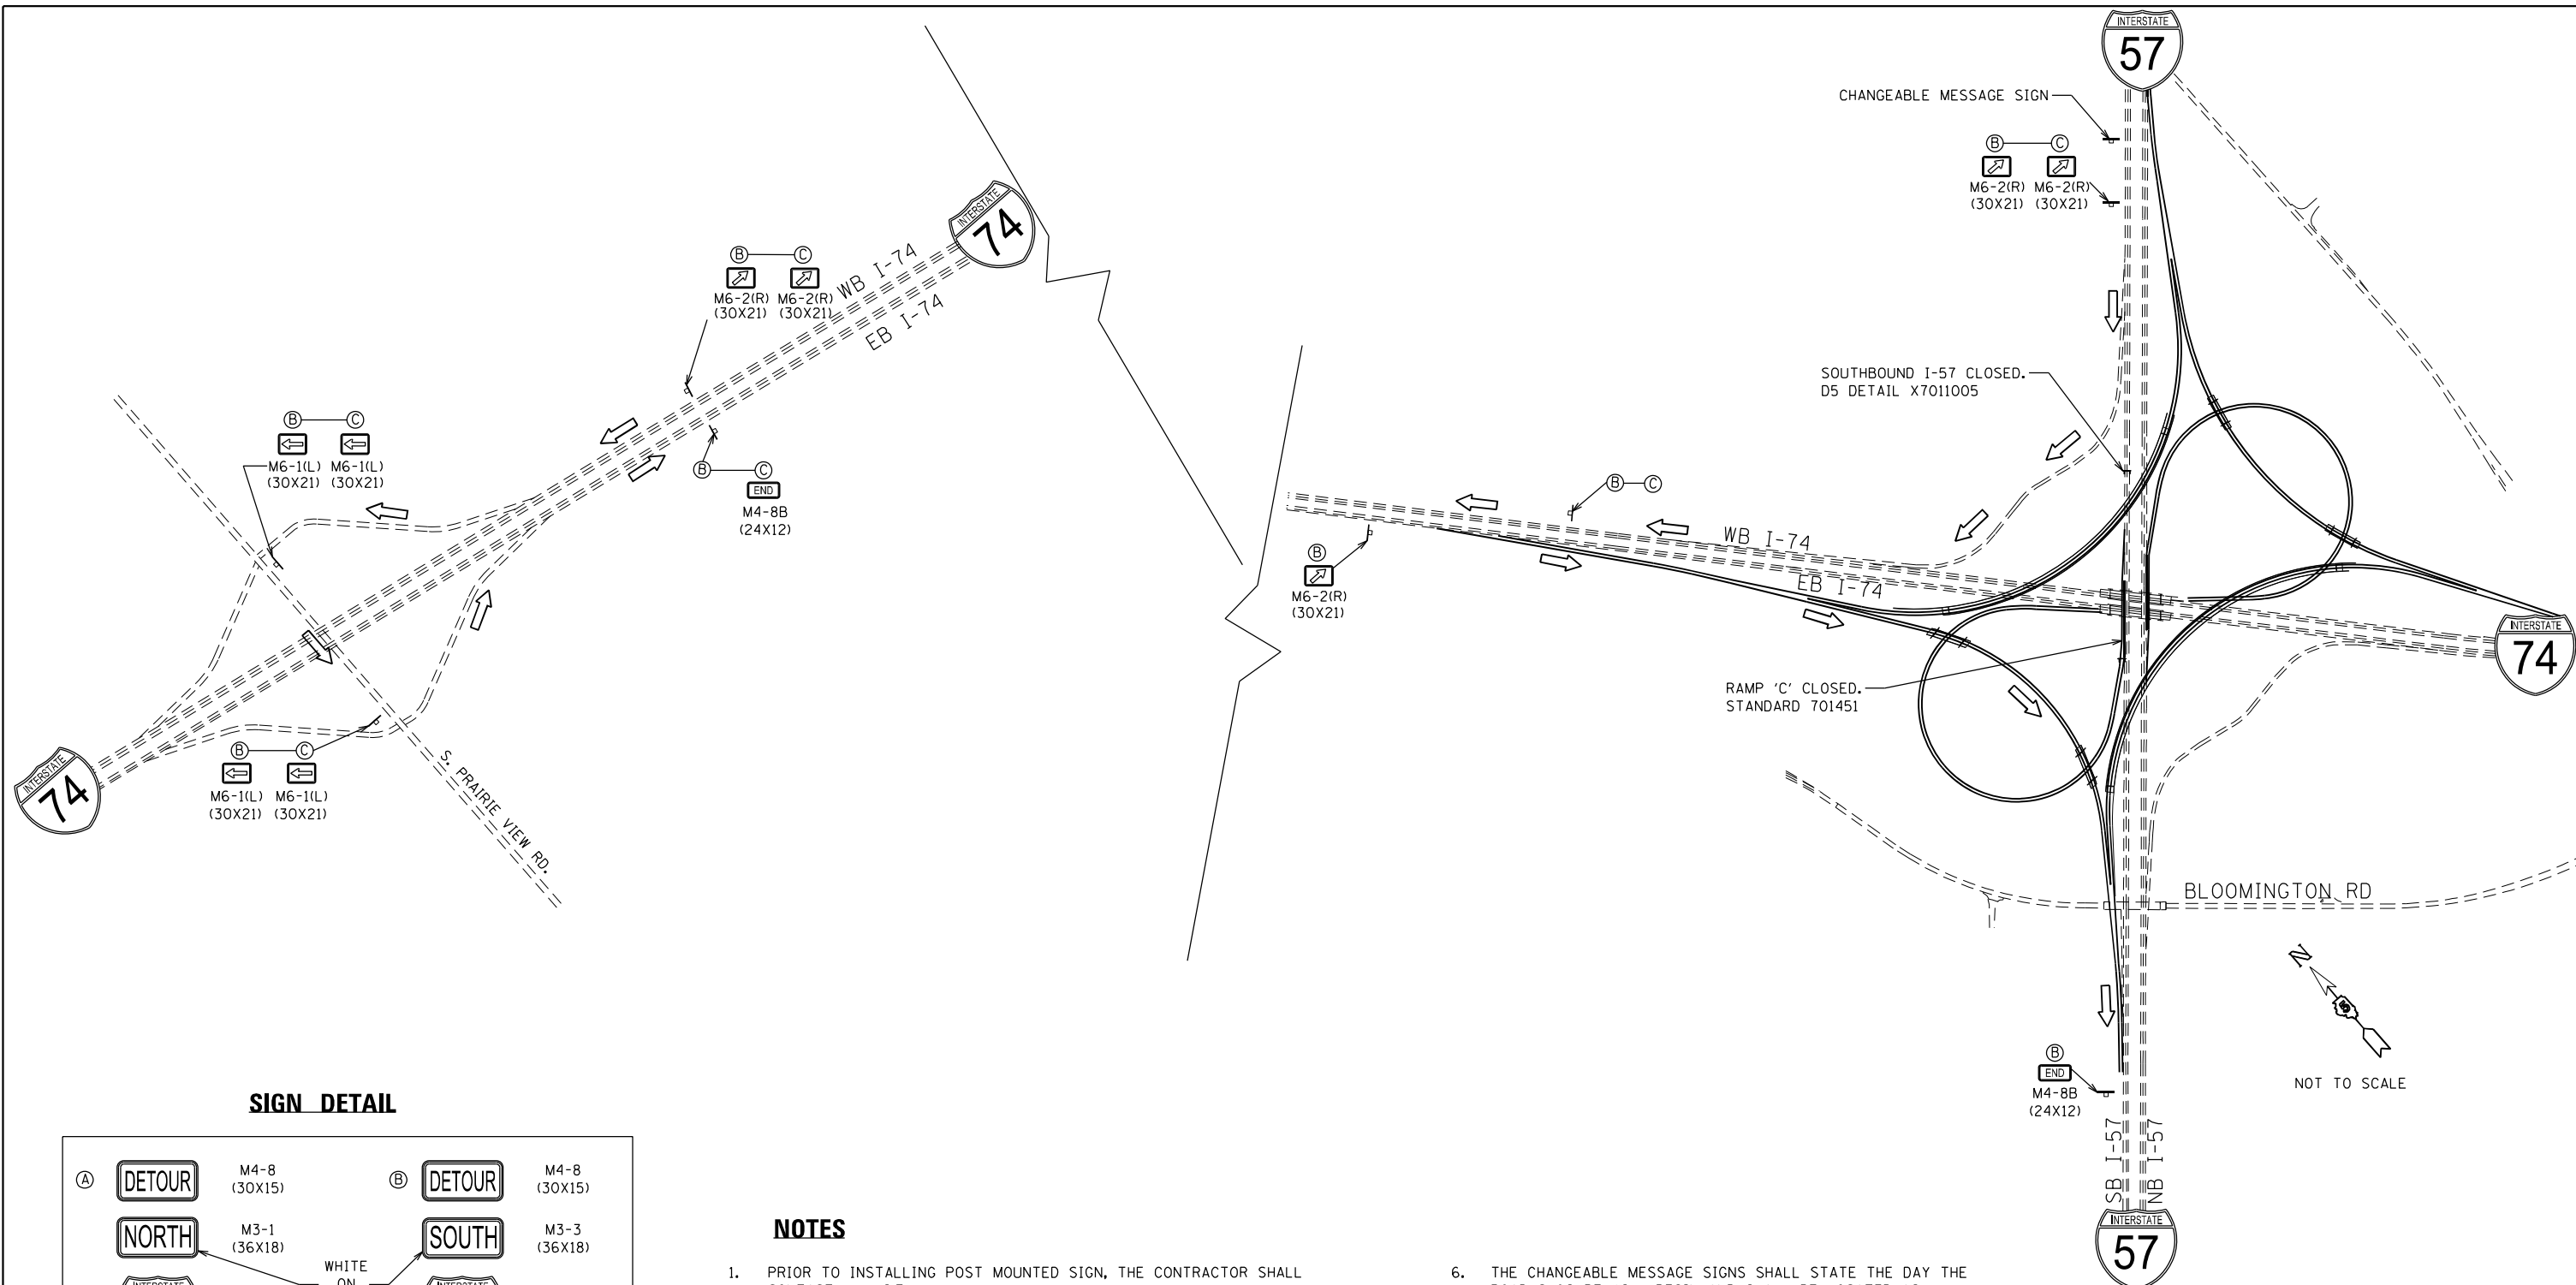 INTERSTATE
57
CHANGEABLE MESSAGE SIGN
B C
M6-2(R) M6-2(R)
(30X21) (30X21)
INTERSTATE
74
B C
M6-2(R) M6-2(R)
(30X21) (30X21)
WB I-74
EB I-74
SOUTHBOUND I-57 CLOSED.
D5 DETAIL X7011005
B C
M6-1(L) M6-1(L)
(30X21) (30X21)
B C
END
M4-8B
(24X12)
B C
WB I-74
EB I-74
B
M6-2(R)
(30X21)
INTERSTATE
74
RAMP 'C' CLOSED.
STANDARD 701451
B C
M6-1(L) M6-1(L)
(30X21) (30X21)
INTERSTATE
74
S. PRAIRIE VIEW RD.
BLOOMINGTON RD
N
5
NOT TO SCALE
B
END
M4-8B
(24X12)
SB I-57
NB I-57
INTERSTATE
57
SIGN DETAIL
A DETOUR M4-8
(30X15)
B DETOUR M4-8
(30X15)
NORTH M3-1
(36X18)
SOUTH M3-3
(36X18)
WHITE
ON
INTERSTATE
INTERSTATE
NOTES
1. PRIOR TO INSTALLING POST MOUNTED SIGN, THE CONTRACTOR SHALL
6. THE CHANGEABLE MESSAGE SIGNS SHALL STATE THE DAY THE